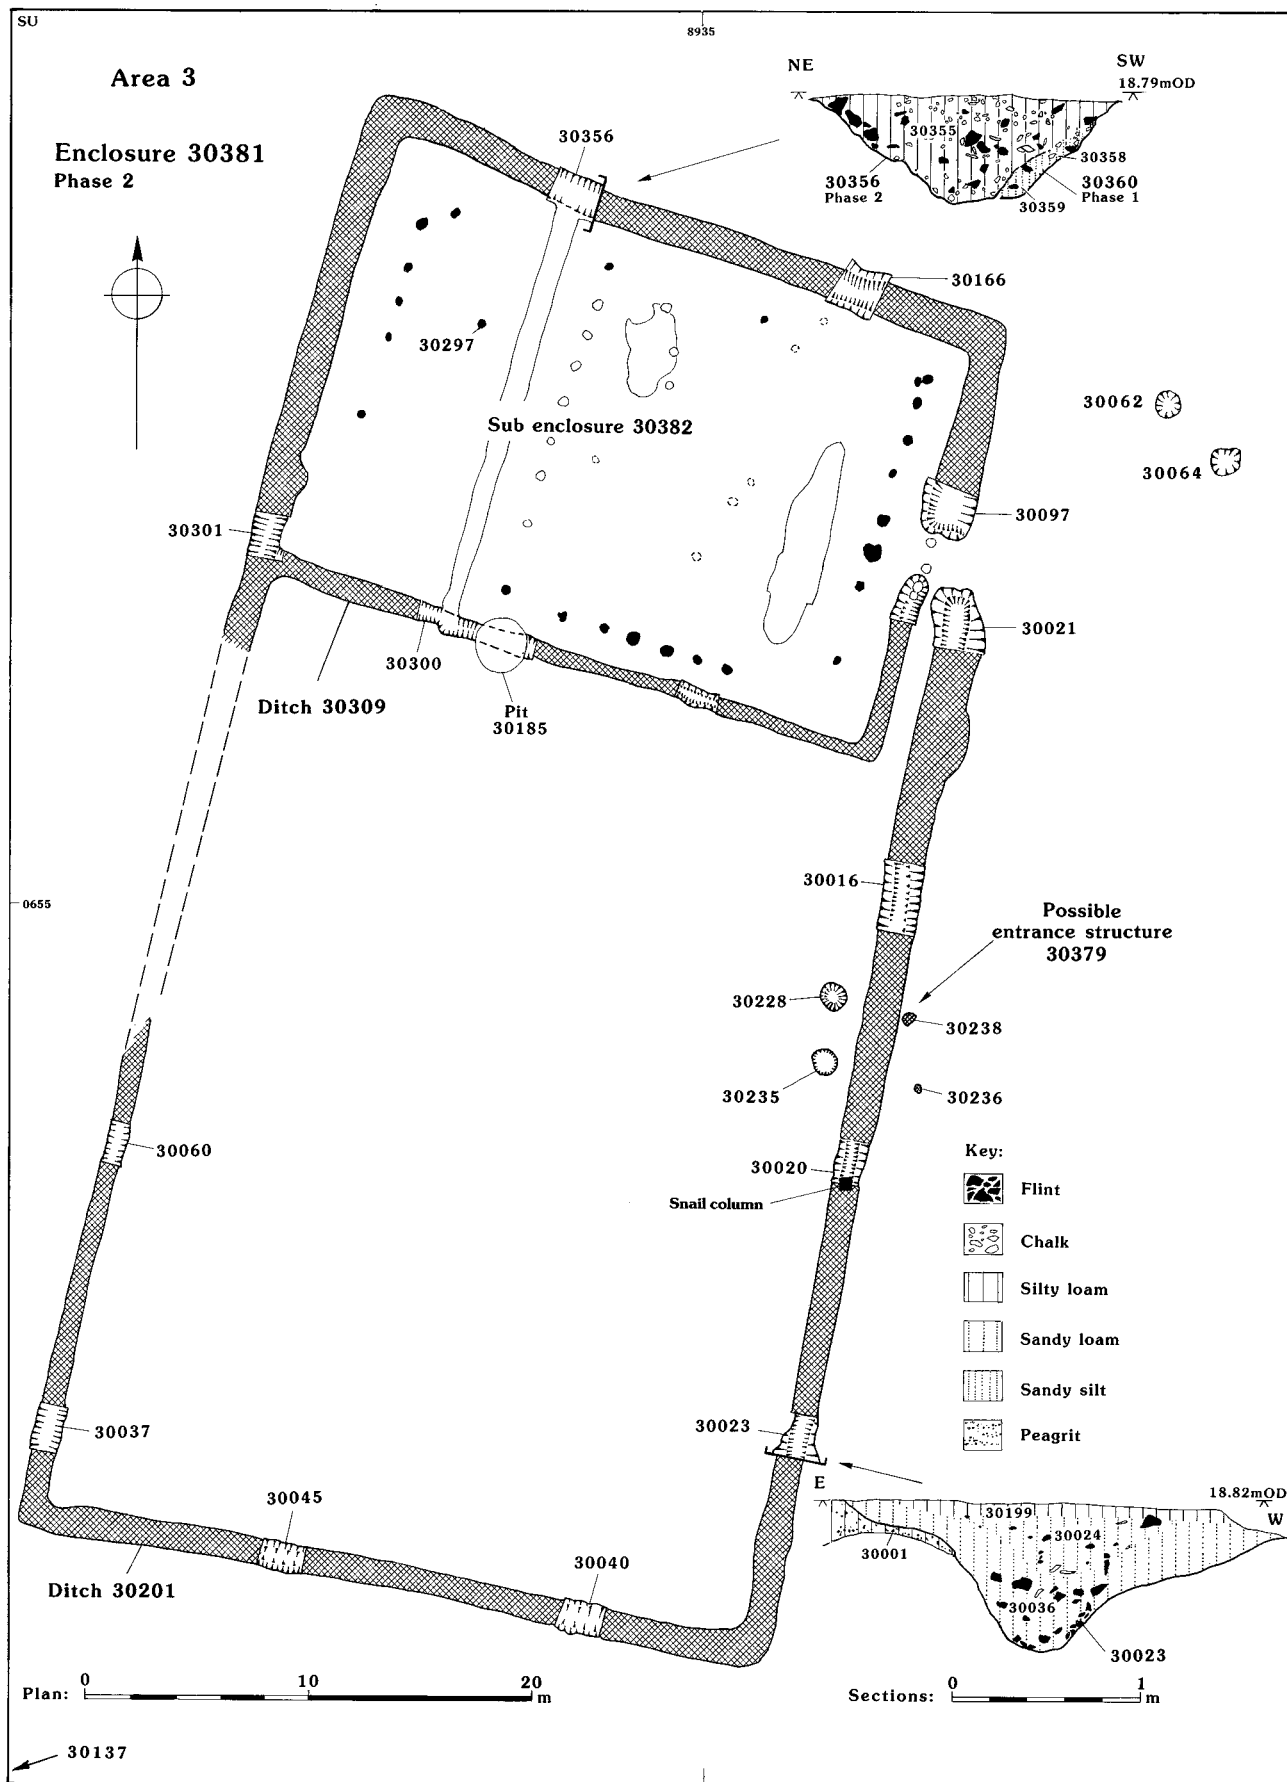 SU
8935
Area 3
Enclosure 30381
Phase 2
NE
SW
18.79mOD
30355
30358
30356
Phase 2
30360
Phase 1
30359
30356
30166
30297
30062
Sub enclosure 30382
30064
30097
30301
30021
30300
Ditch 30309
Pit
30185
30016
0655
Possible
entrance structure
30379
30228
30238
30235
30236
30060
30020
Snail column
Key:
Flint
Chalk
Silty loam
Sandy loam
Sandy silt
Peagrit
30037
30023
E
18.82mOD
W
30199
30024
30001
30036
30023
30045
30040
Ditch 30201
Plan: 0 10 20 m
Sections: 0 1 m
30137